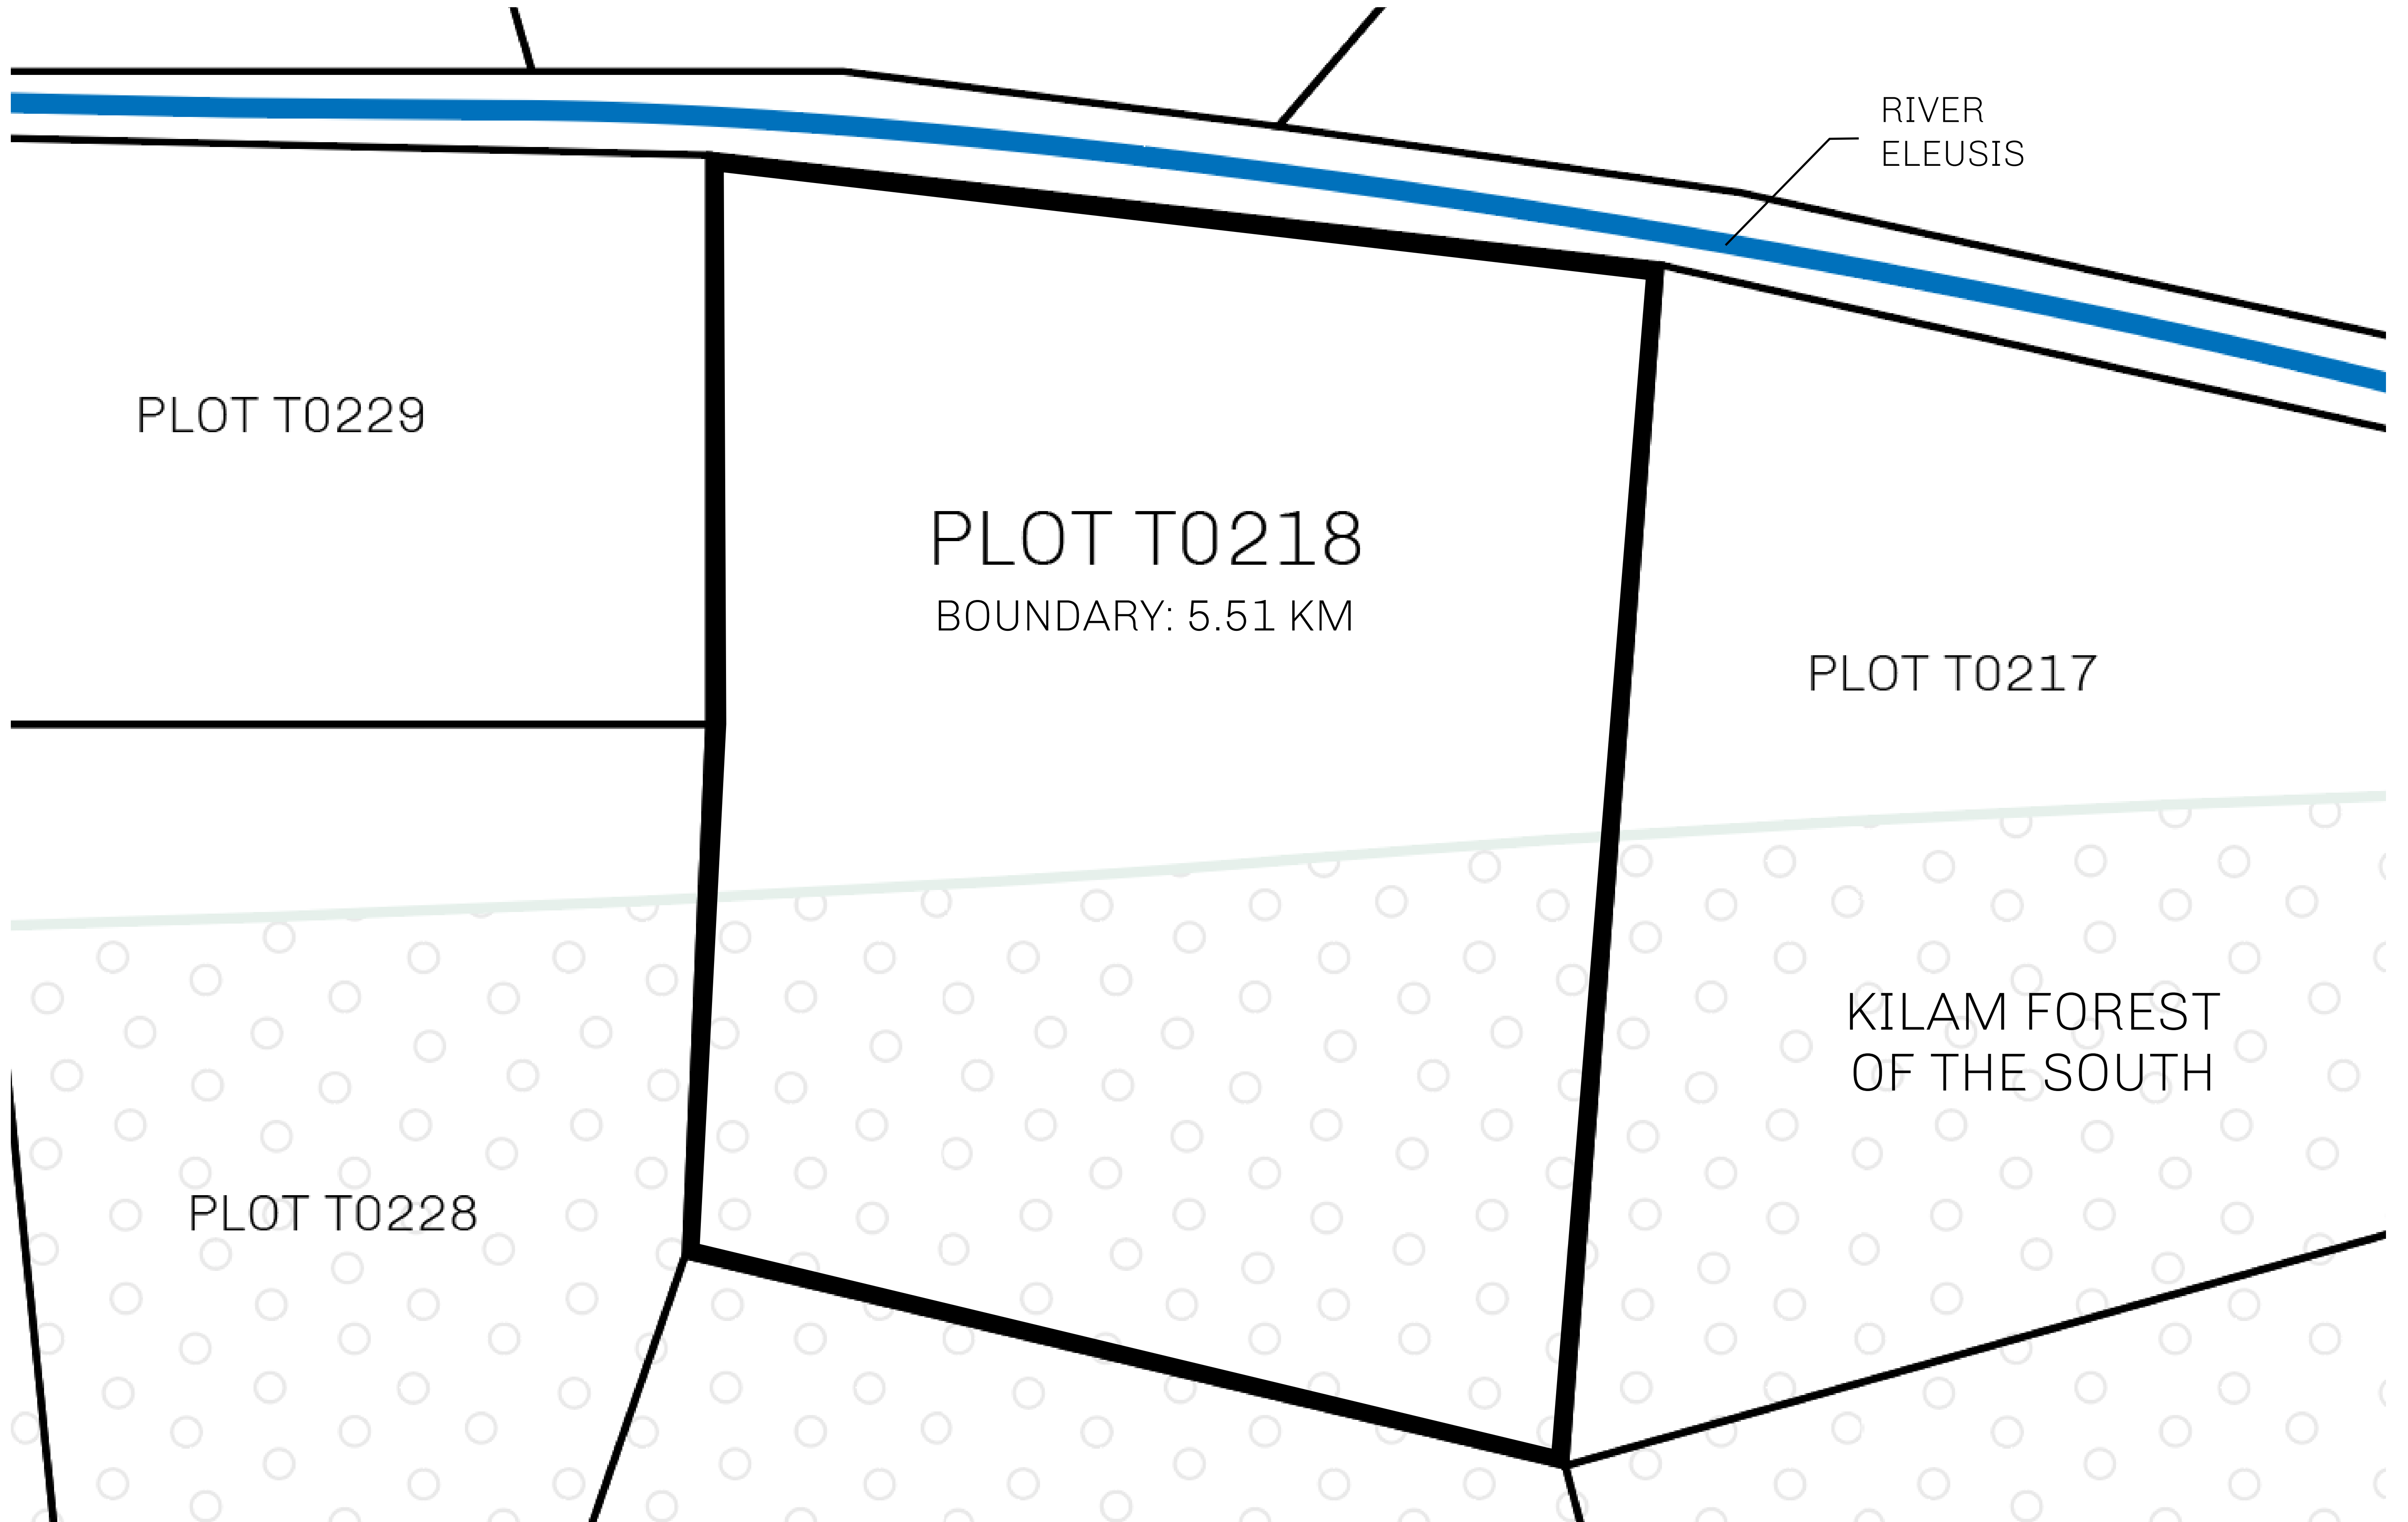 RIVER
ELEUSIS
PLOT T0229
PLOT T0218
BOUNDARY: 5.51 KM
PLOT T0217
KILAM FOREST
OF THE SOUTH
PLOT T0228